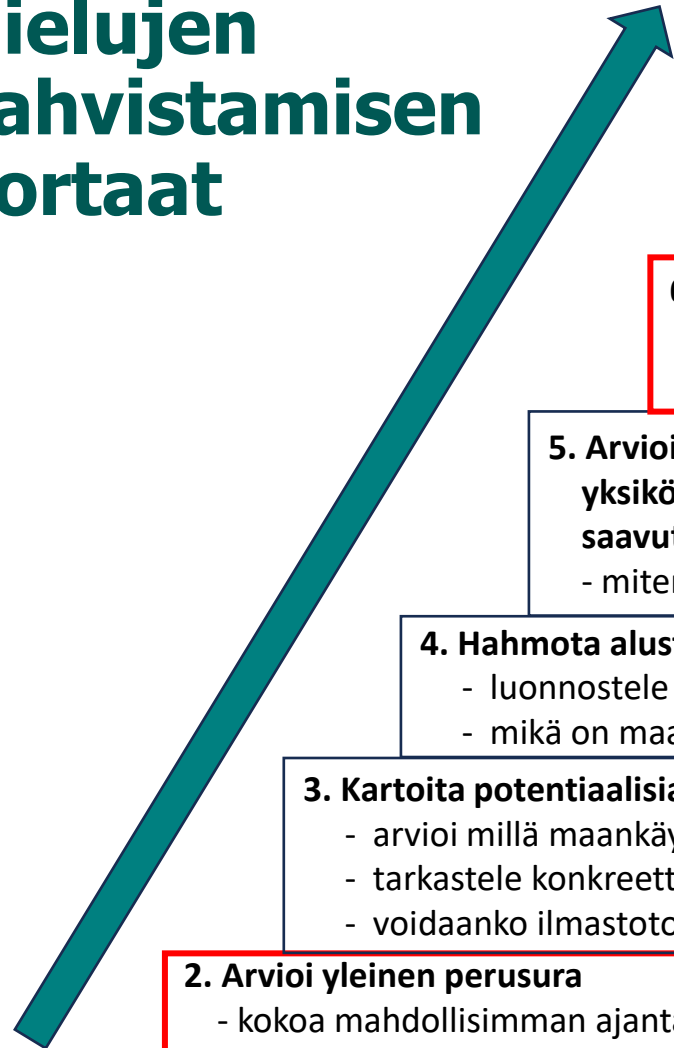 ielujen
ahvistamisen
ortaat
5. Arvioi
yksikö
saavut
- miten
4. Hahmota alust
- luonnostele
- mikä on maa
3. Kartoita potentiaalisia
- arvioi millä maankäy
- tarkastele konkreett
- voidaanko ilmastoto
2. Arvioi yleinen perusura
- kokoa mahdollisimman ajanta